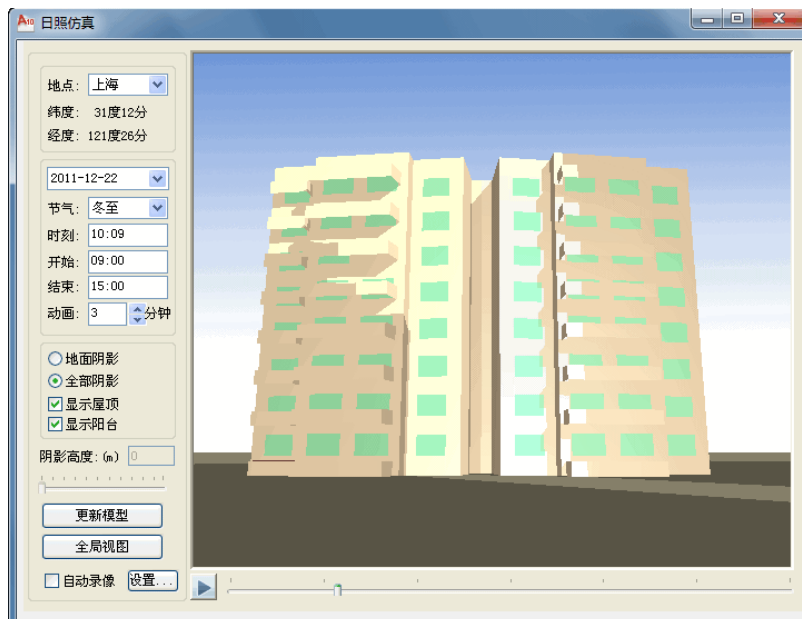 A10 日照仿真
地点: 上海
纬度: 31度12分
经度: 121度26分
2011-12-22
节气: 冬至
时刻: 10:09
开始: 09:00
结束: 15:00
动画: 3 分钟
地面阴影
全部阴影
显示屋顶
显示阳台
阴影高度:(m) 0
更新模型
全局视图
自动录像 设置...